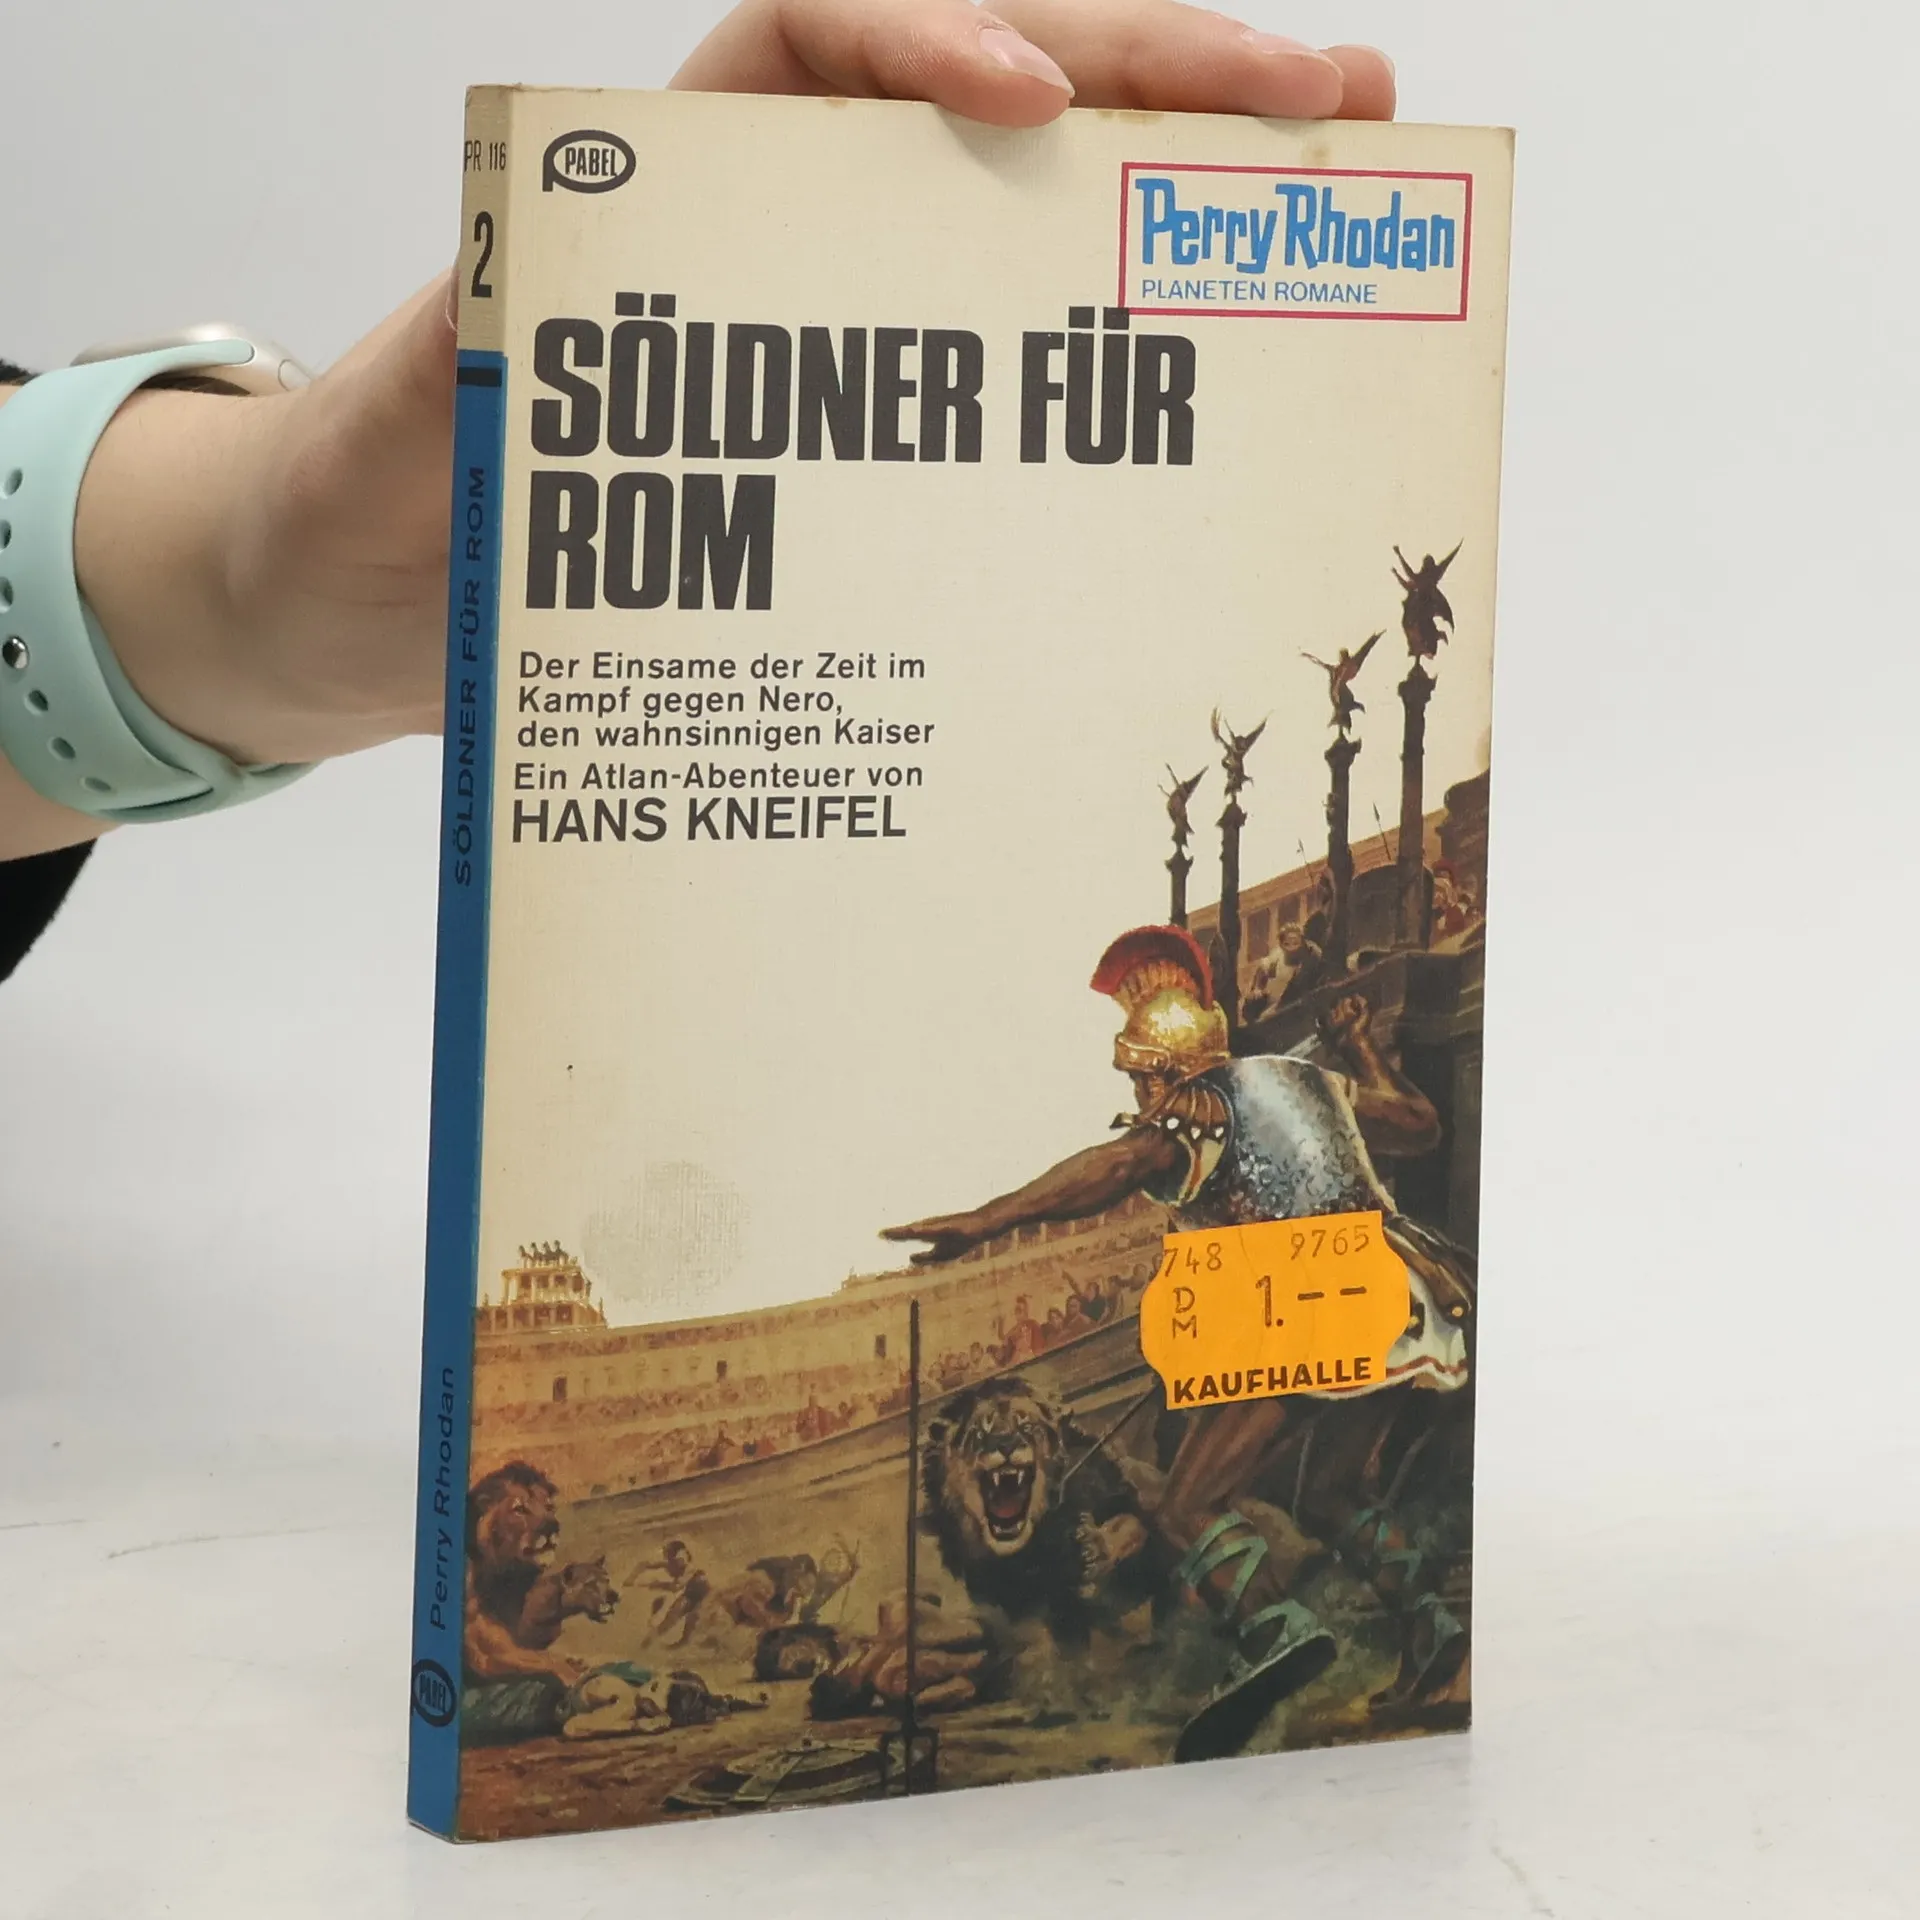 PABEL
Perry Rhodan
PLANETEN ROMANE
SÖLDNER FÜR
ROM
Der Einsame der Zeit im
Kampf gegen Nero,
den wahnsinnigen Kaiser
Ein Atlan-Abenteuer von
HANS KNEIFEL
748 9765
DM 1.--
KAUFHALLE
PR 116
2
SÖLDNER FÜR ROM
Perry Rhodan
PABEL